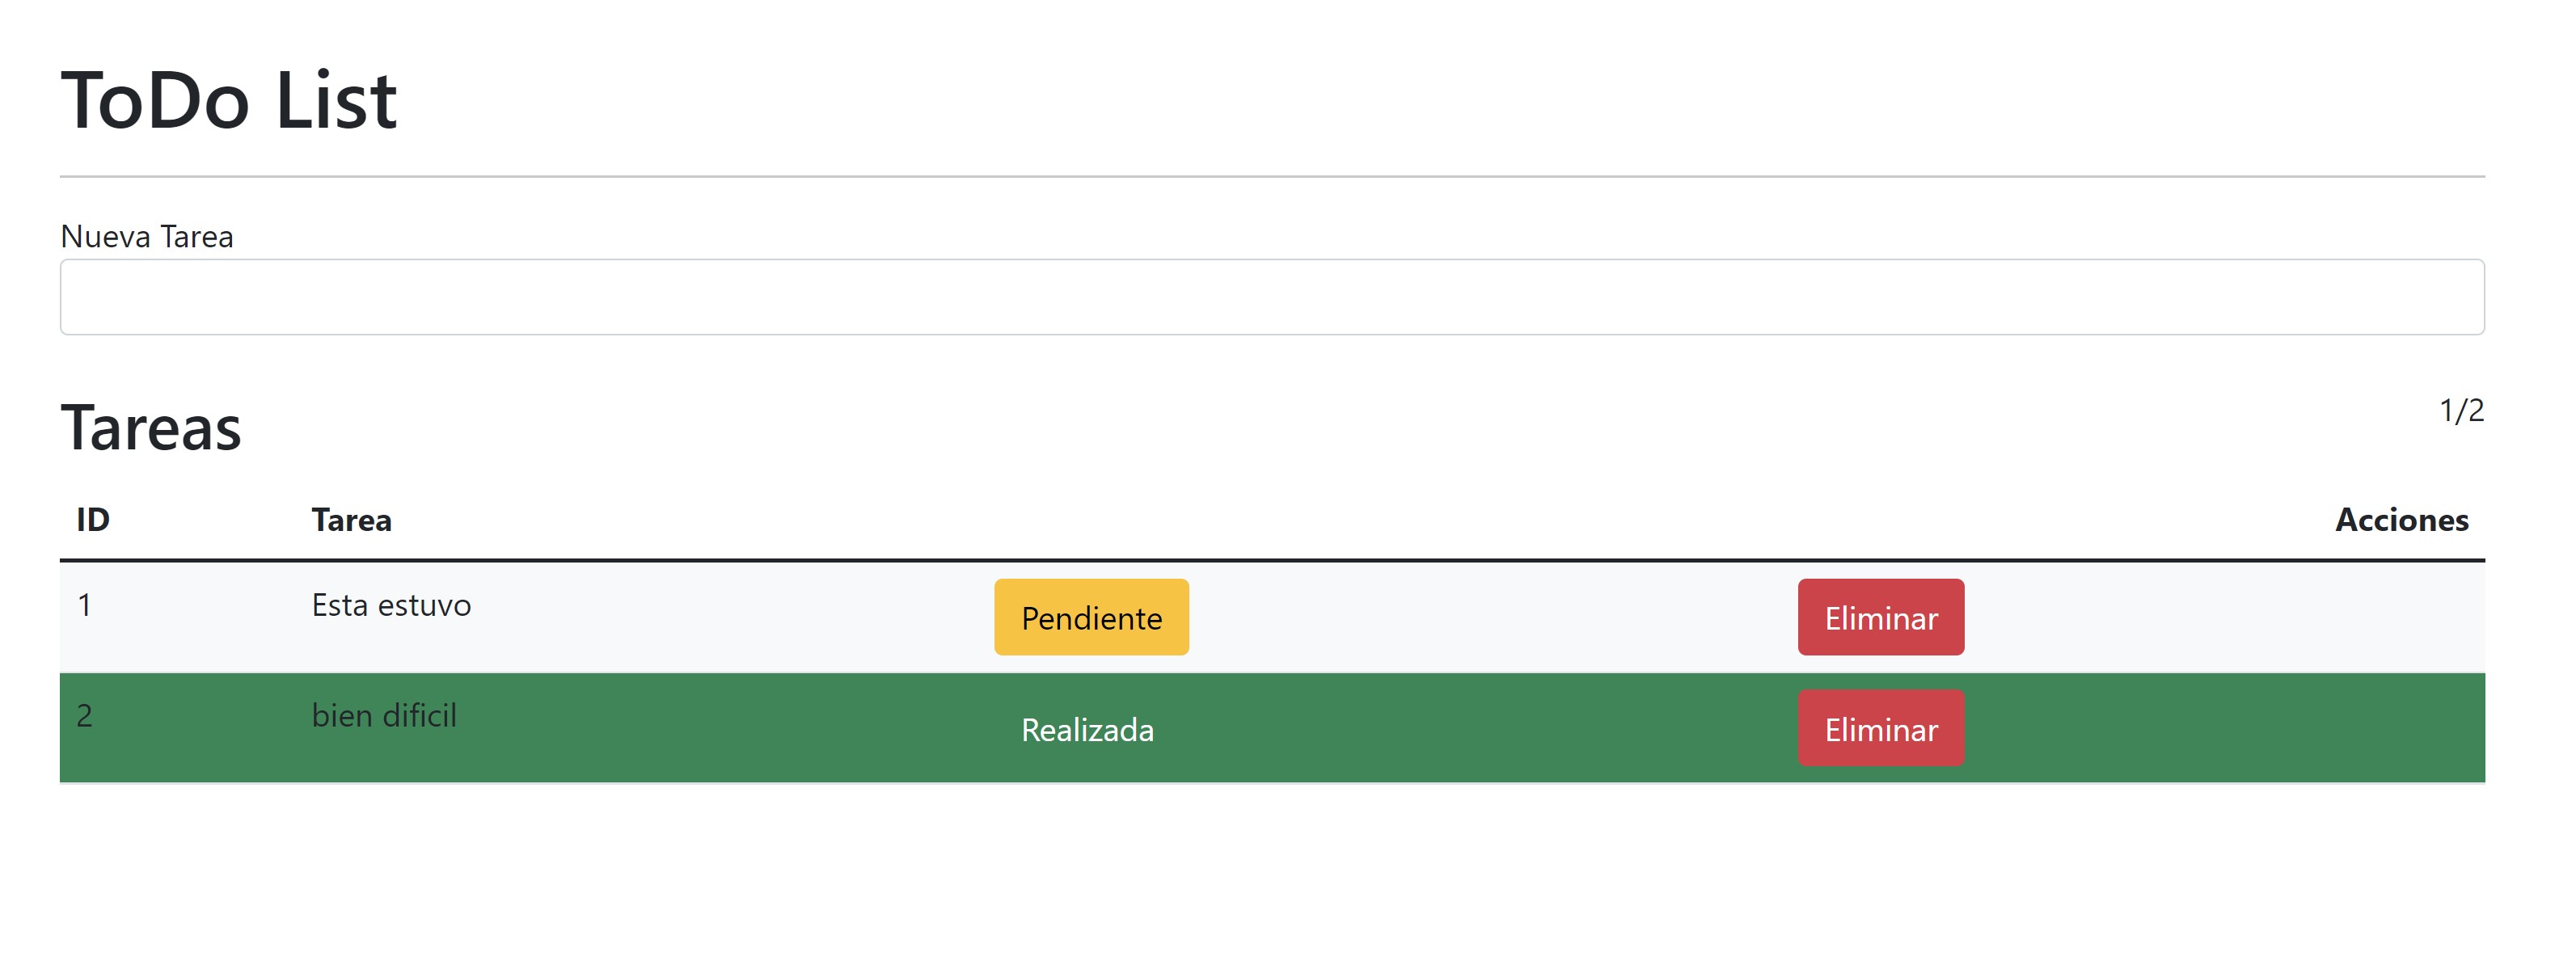 ToDo List
Nueva Tarea
Tareas 1/2
ID Tarea Acciones
1 Esta estuvo Pendiente Eliminar
2 bien dificil Realizada Eliminar